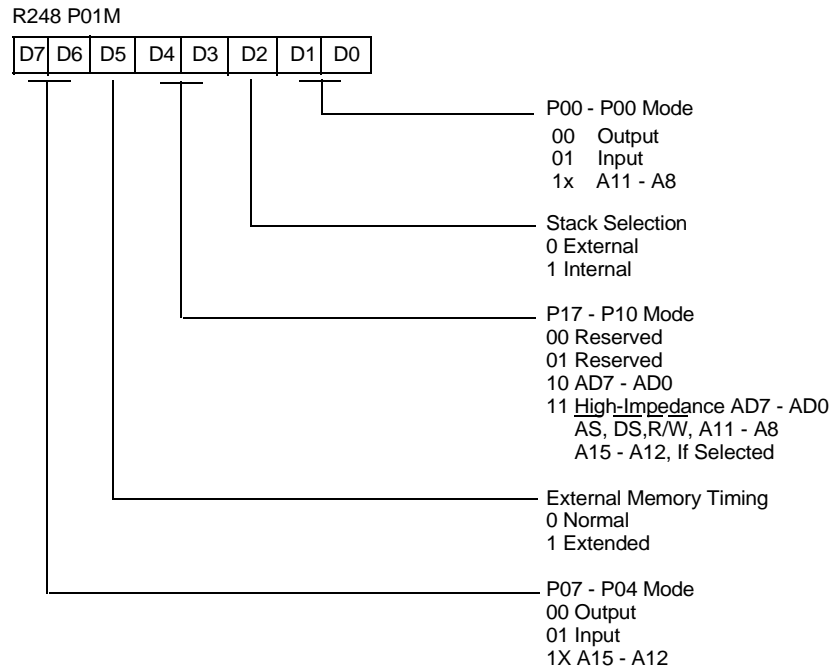 R248 P01M
D7 D6 D5 D4 D3 D2 D1 D0
P00 - P00 Mode
00 Output
01 Input
1x A11 - A8
Stack Selection
0 External
1 Internal
P17 - P10 Mode
00 Reserved
01 Reserved
10 AD7 - AD0
11 High-Impedance AD7 - AD0
AS, DS,R/W, A11 - A8
A15 - A12, If Selected
External Memory Timing
0 Normal
1 Extended
P07 - P04 Mode
00 Output
01 Input
1X A15 - A12